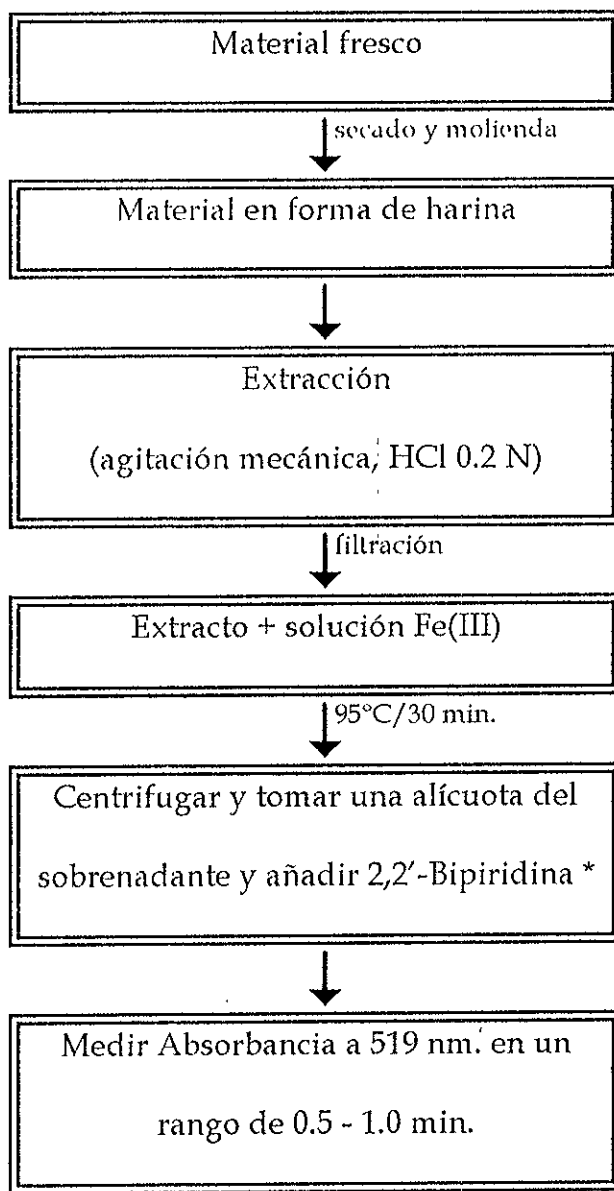 Material fresco
secado y molienda
Material en forma de harina
Extracción
(agitación mecánica, HCl 0.2 N)
filtración
Extracto + solución Fe(III)
95°C/30 min.
Centrifugar y tomar una alícuota del
sobrenadante y añadir 2,2'-Bipiridina *
Medir Absorbancia a 519 nm. en un
rango de 0.5 - 1.0 min.